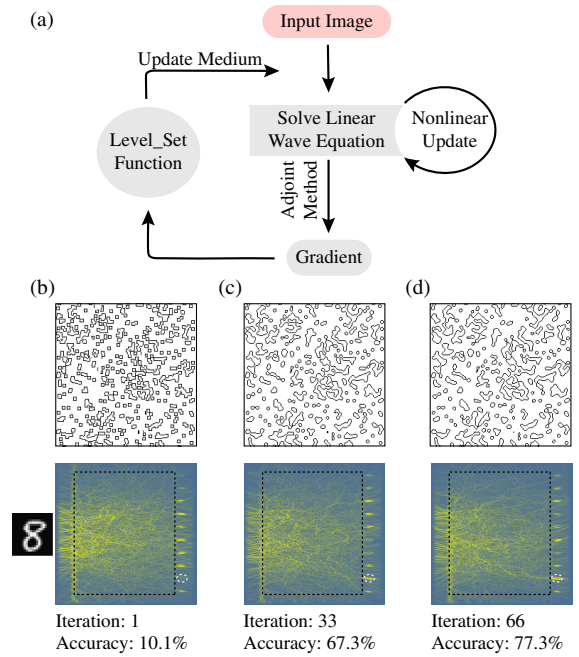 (a)
Input Image
Update Medium
Solve Linear
Wave Equation
Nonlinear
Update
Level_Set
Function
Adjoint
Method
Gradient
(b)
(c)
(d)
8
Iteration: 1
Accuracy: 10.1%
Iteration: 33
Accuracy: 67.3%
Iteration: 66
Accuracy: 77.3%